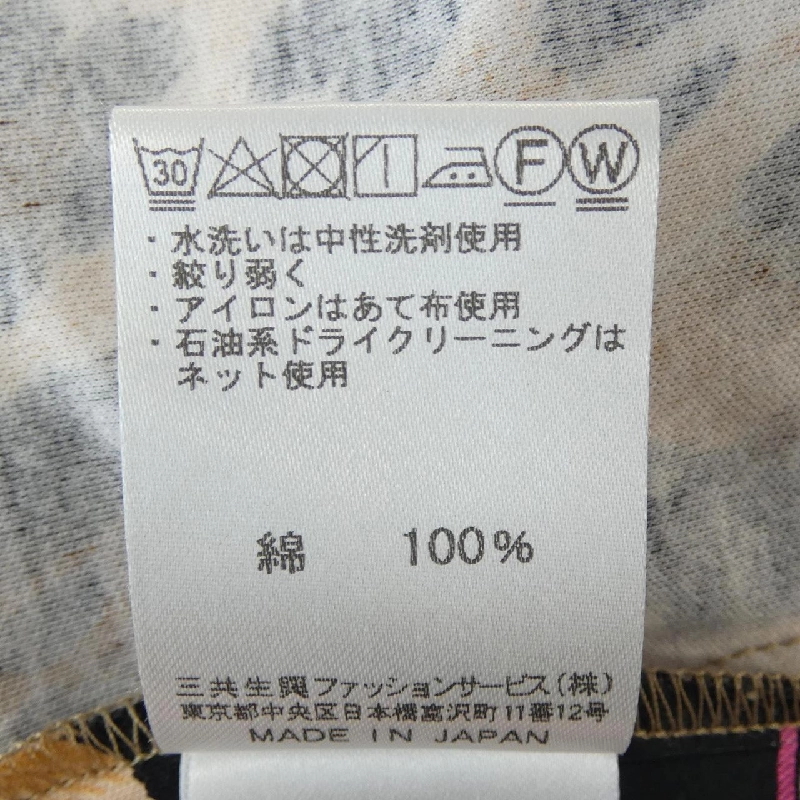 30 F W
・水洗いは中性洗剤使用
・絞り弱く
・アイロンはあて布使用
・石油系ドライクリーニングは
ネット使用
綿 100%
三共生興ファッションサービス(株)
東京都中央区日本橋富沢町11番12号
MADE IN JAPAN